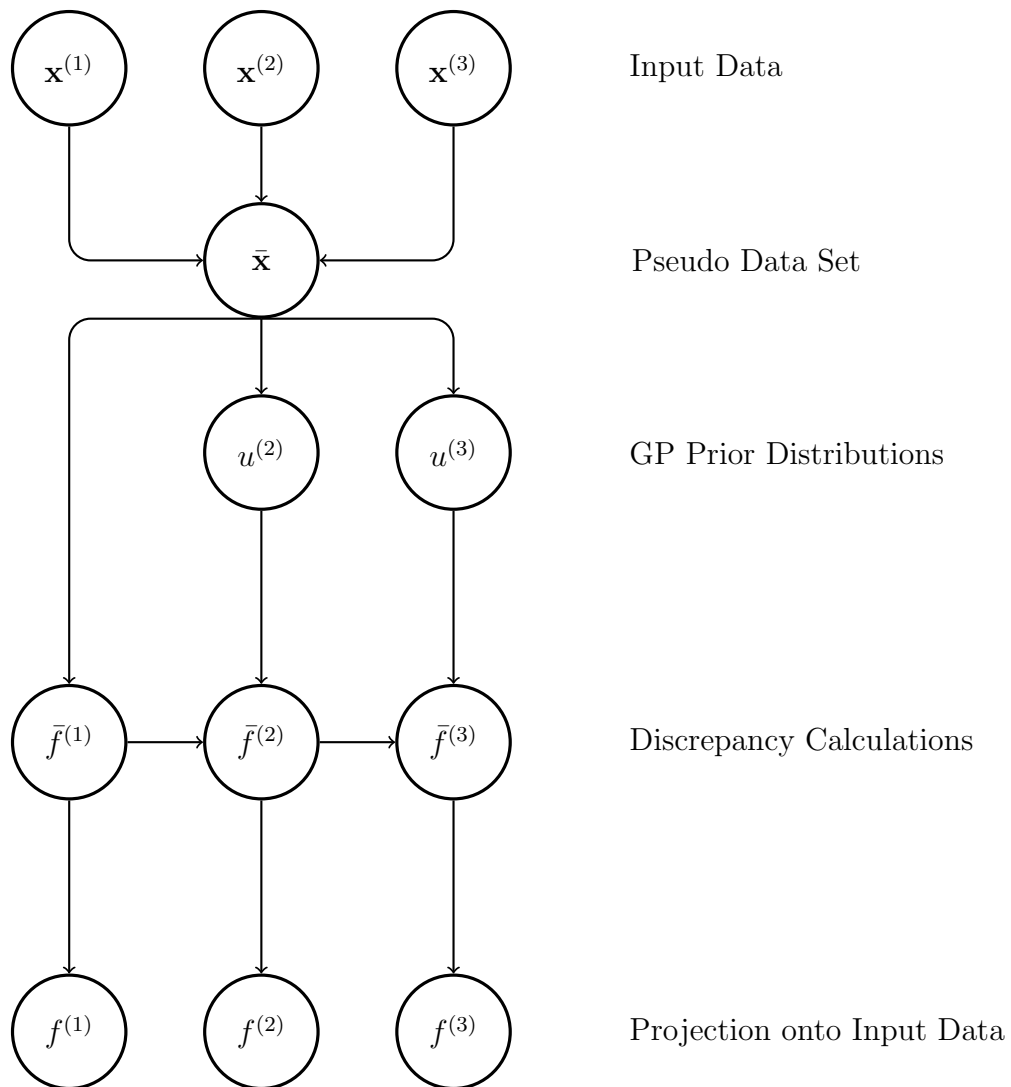 x^(1) x^(2) x^(3) Input Data
x̄ Pseudo Data Set
u^(2) u^(3) GP Prior Distributions
f̄^(1) f̄^(2) f̄^(3) Discrepancy Calculations
f^(1) f^(2) f^(3) Projection onto Input Data